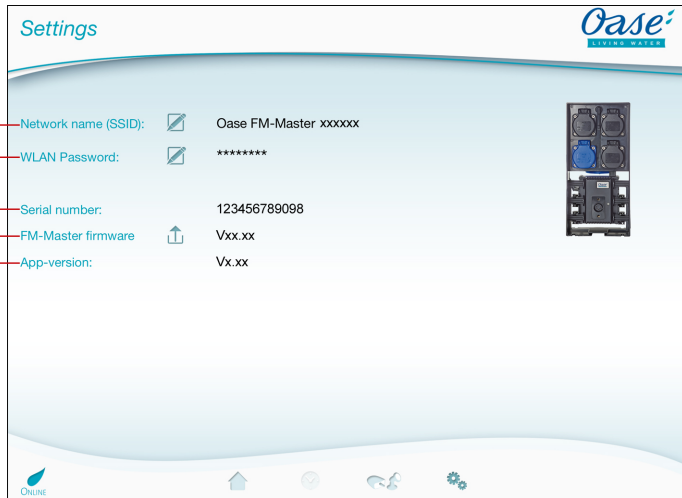 Settings
Oase
LIVING WATER
Network name (SSID): Oase FM-Master xxxxxx
WLAN Password: ********
Serial number: 123456789098
FM-Master firmware Vxx.xx
App-version: Vx.xx
ONLINE